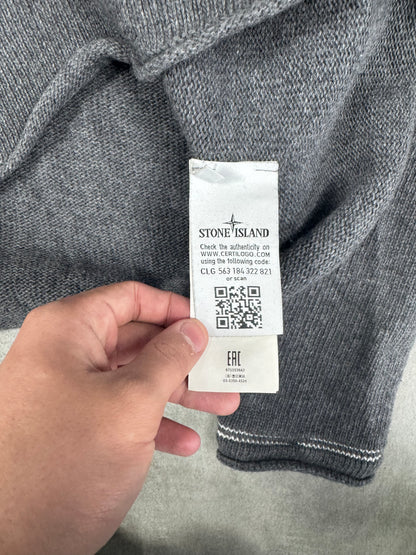 STONE ISLAND
Check the authenticity on
WWW.CERTILOGO.COM
using the following code:
CLG 563 184 322 821
or scan
EAC